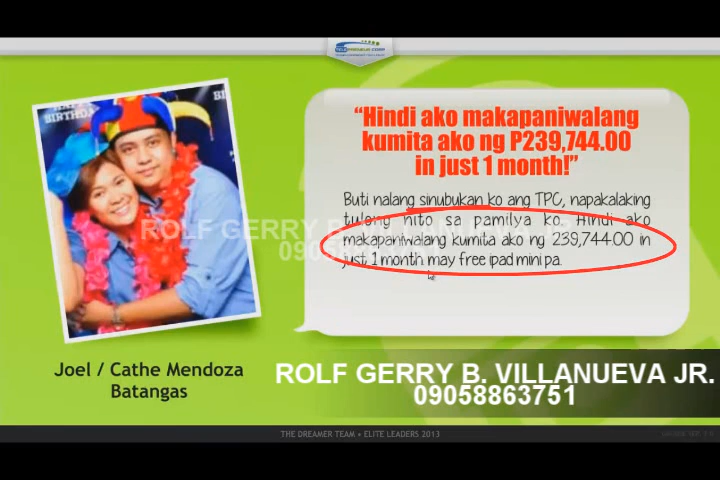 BIRTHDA
BI
“Hindi ako makapaniwalang
kumita ako ng P239,744.00
in just 1 month!”
Buti nalang sinubukan ko ang TPC, napakalaking
tulong nito sa pamilya ko. Hindi ako
makapaniwalang kumita ako ng 239,744.00 in
just 1 month may free ipad mini pa.
Joel / Cathe Mendoza
Batangas
ROLF GERRY B. VILLANUEVA JR.
09058863751
THE DREAMER TEAM • ELITE LEADERS 2013